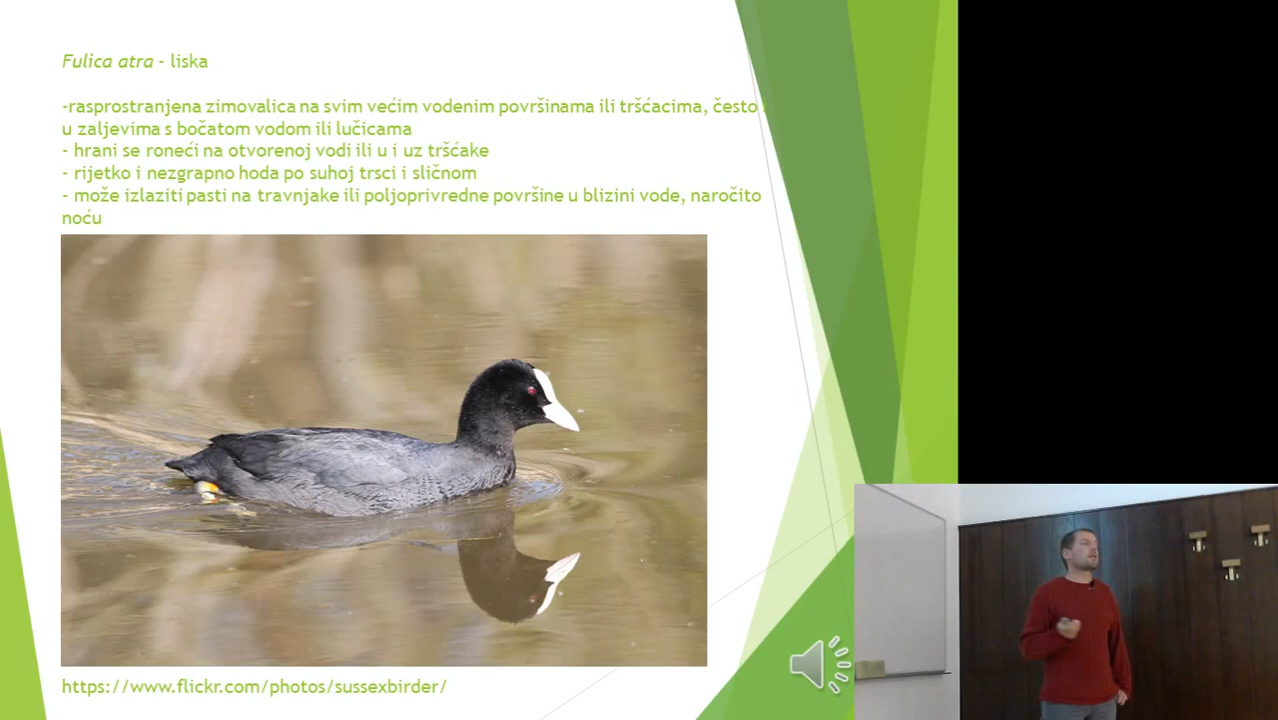 Fulica atra - liska
-rasprostranjena zimovalica na svim većim vodenim površinama ili tršćacima, često i
u zaljevima s bočatom vodom ili lučicama
- hrani se roneći na otvorenoj vodi ili u i uz tršćake
- rijetko i nezgrapno hoda po suhoj trsci i sličnom
- može izlaziti pasti na travnjake ili poljoprivredne površine u blizini vode, naročito
noću
https://www.flickr.com/photos/sussexbirder/